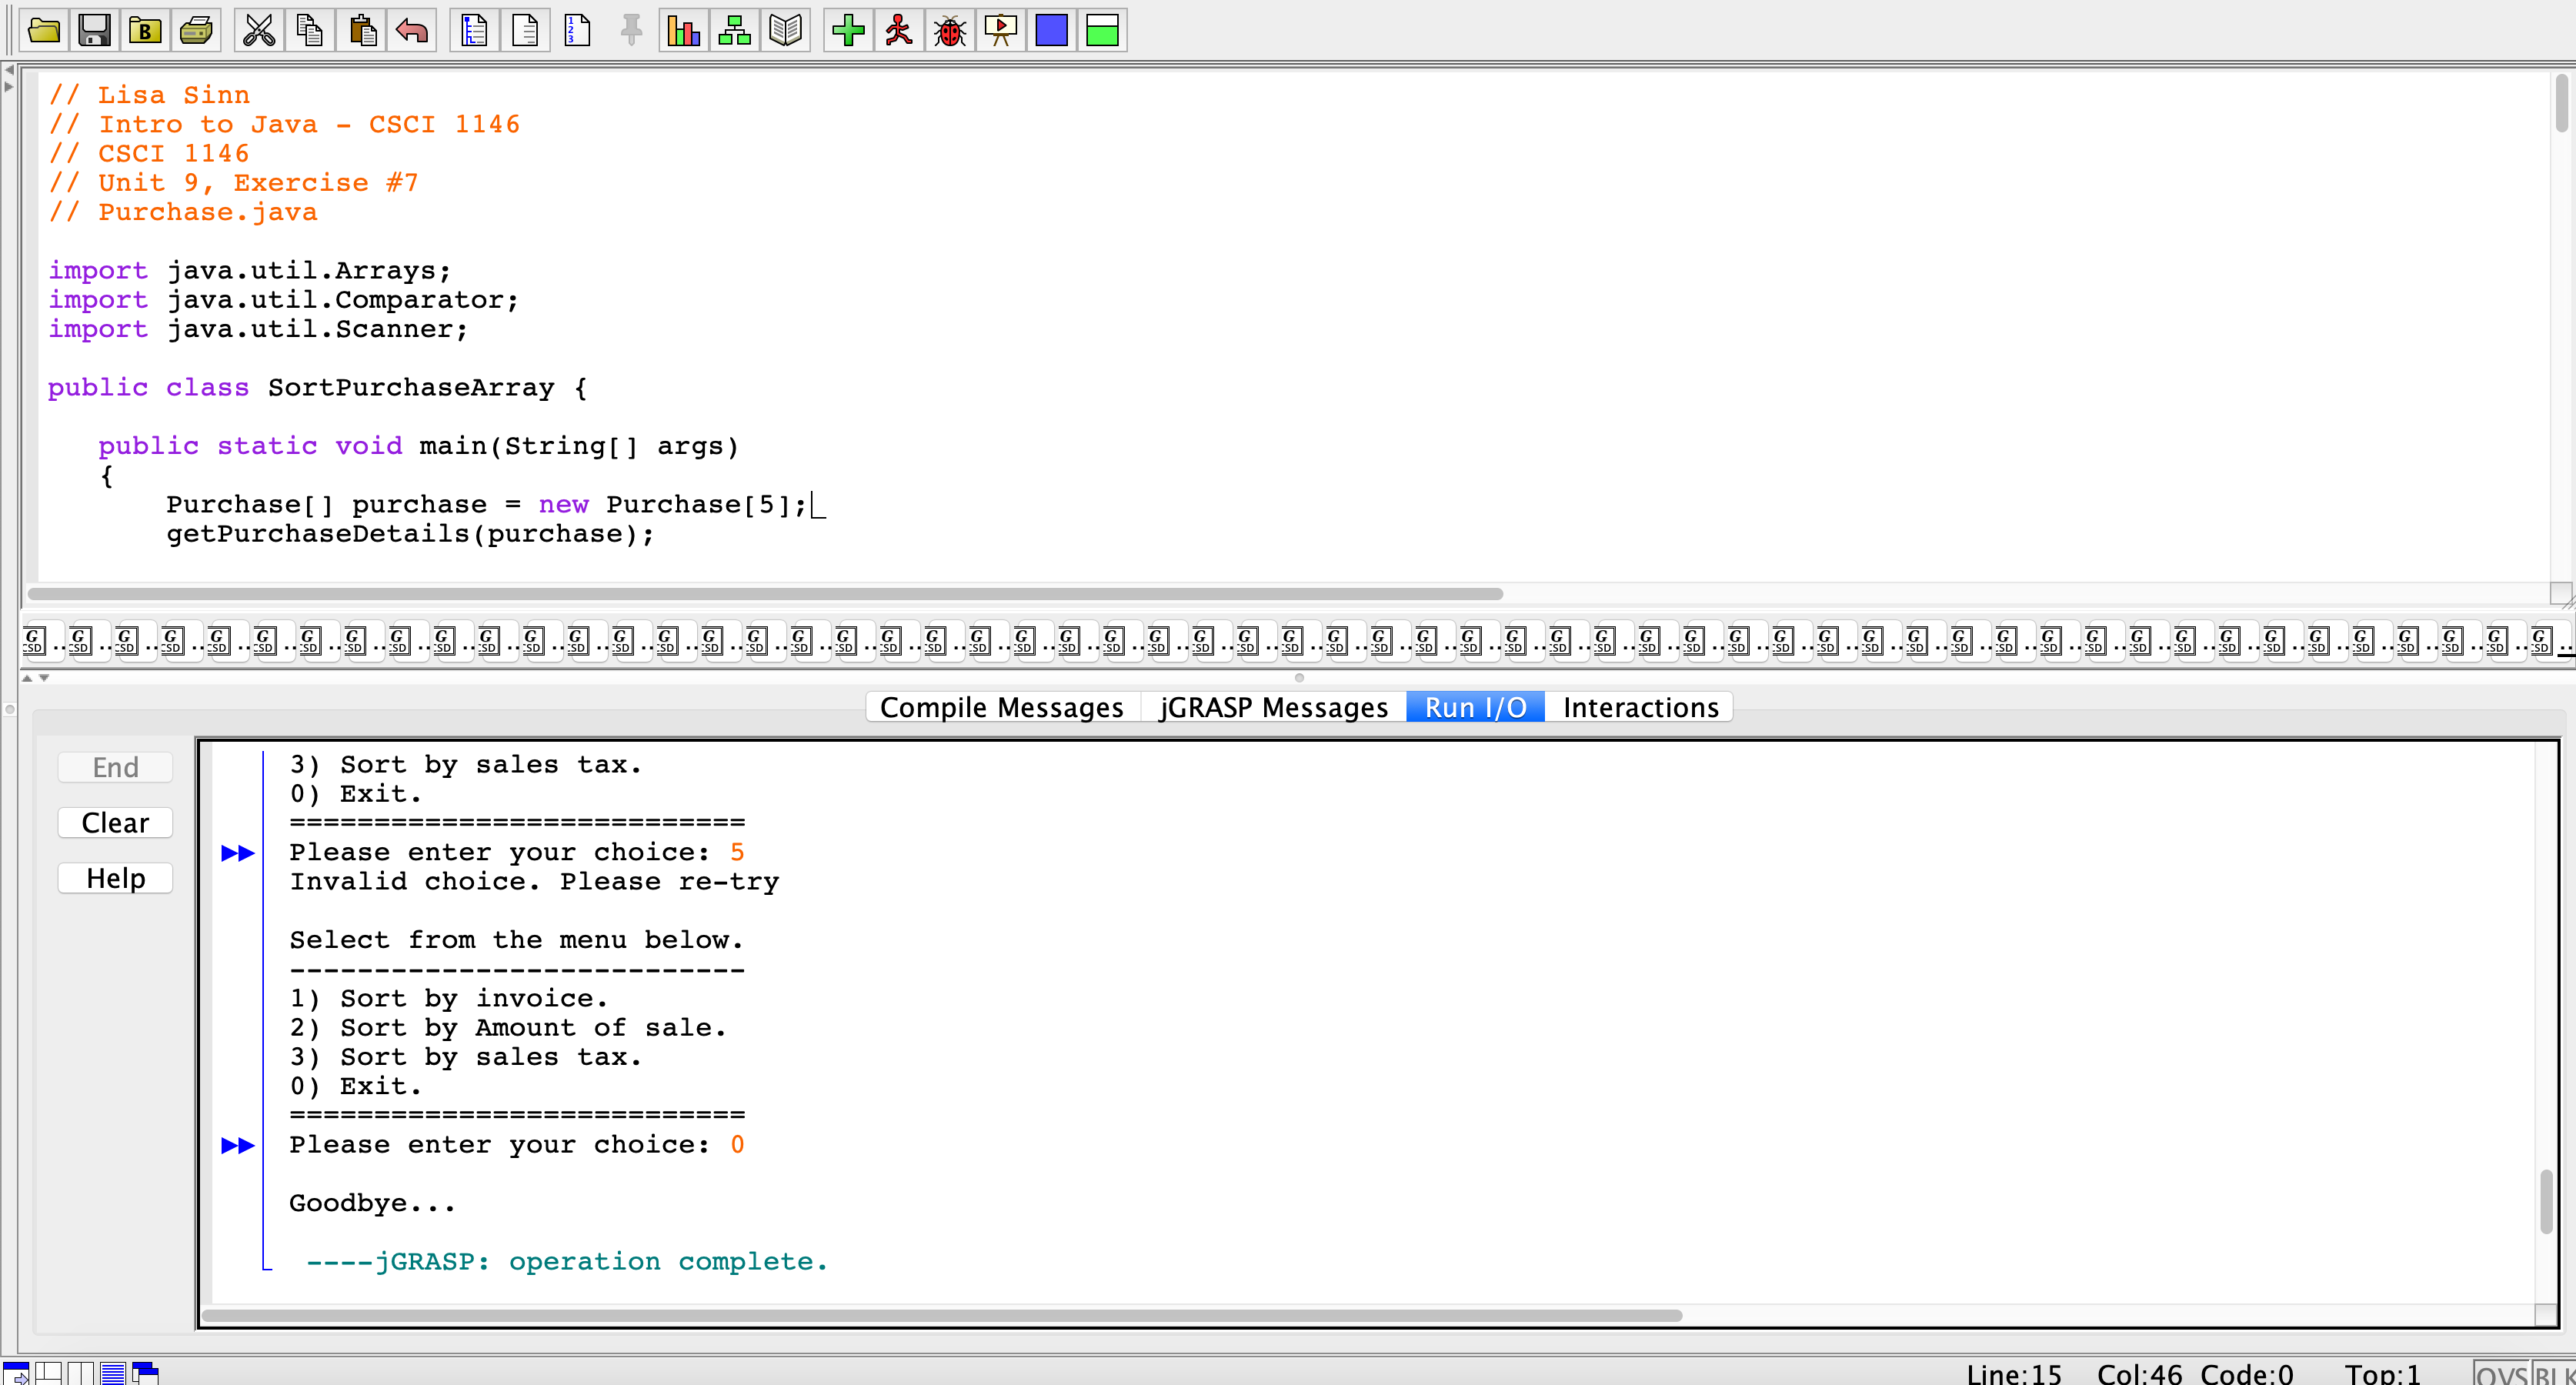 // Lisa Sinn
// Intro to Java - CSCI 1146
// CSCI 1146
// Unit 9, Exercise #7
// Purchase.java
import java.util.Arrays;
import java.util.Comparator;
import java.util.Scanner;
public class SortPurchaseArray {
public static void main(String[] args)
{
Purchase[] purchase = new Purchase[5];
getPurchaseDetails(purchase);
Compile Messages jGRASP Messages Run I/O Interactions
End
Clear
Help
3) Sort by sales tax.
0) Exit.
===========================
Please enter your choice: 5
Invalid choice. Please re-try
Select from the menu below.
---------------------------
1) Sort by invoice.
2) Sort by Amount of sale.
3) Sort by sales tax.
0) Exit.
===========================
Please enter your choice: 0
Goodbye...
----jGRASP: operation complete.
Line:15 Col:46 Code:0 Top:1 OVS BLK